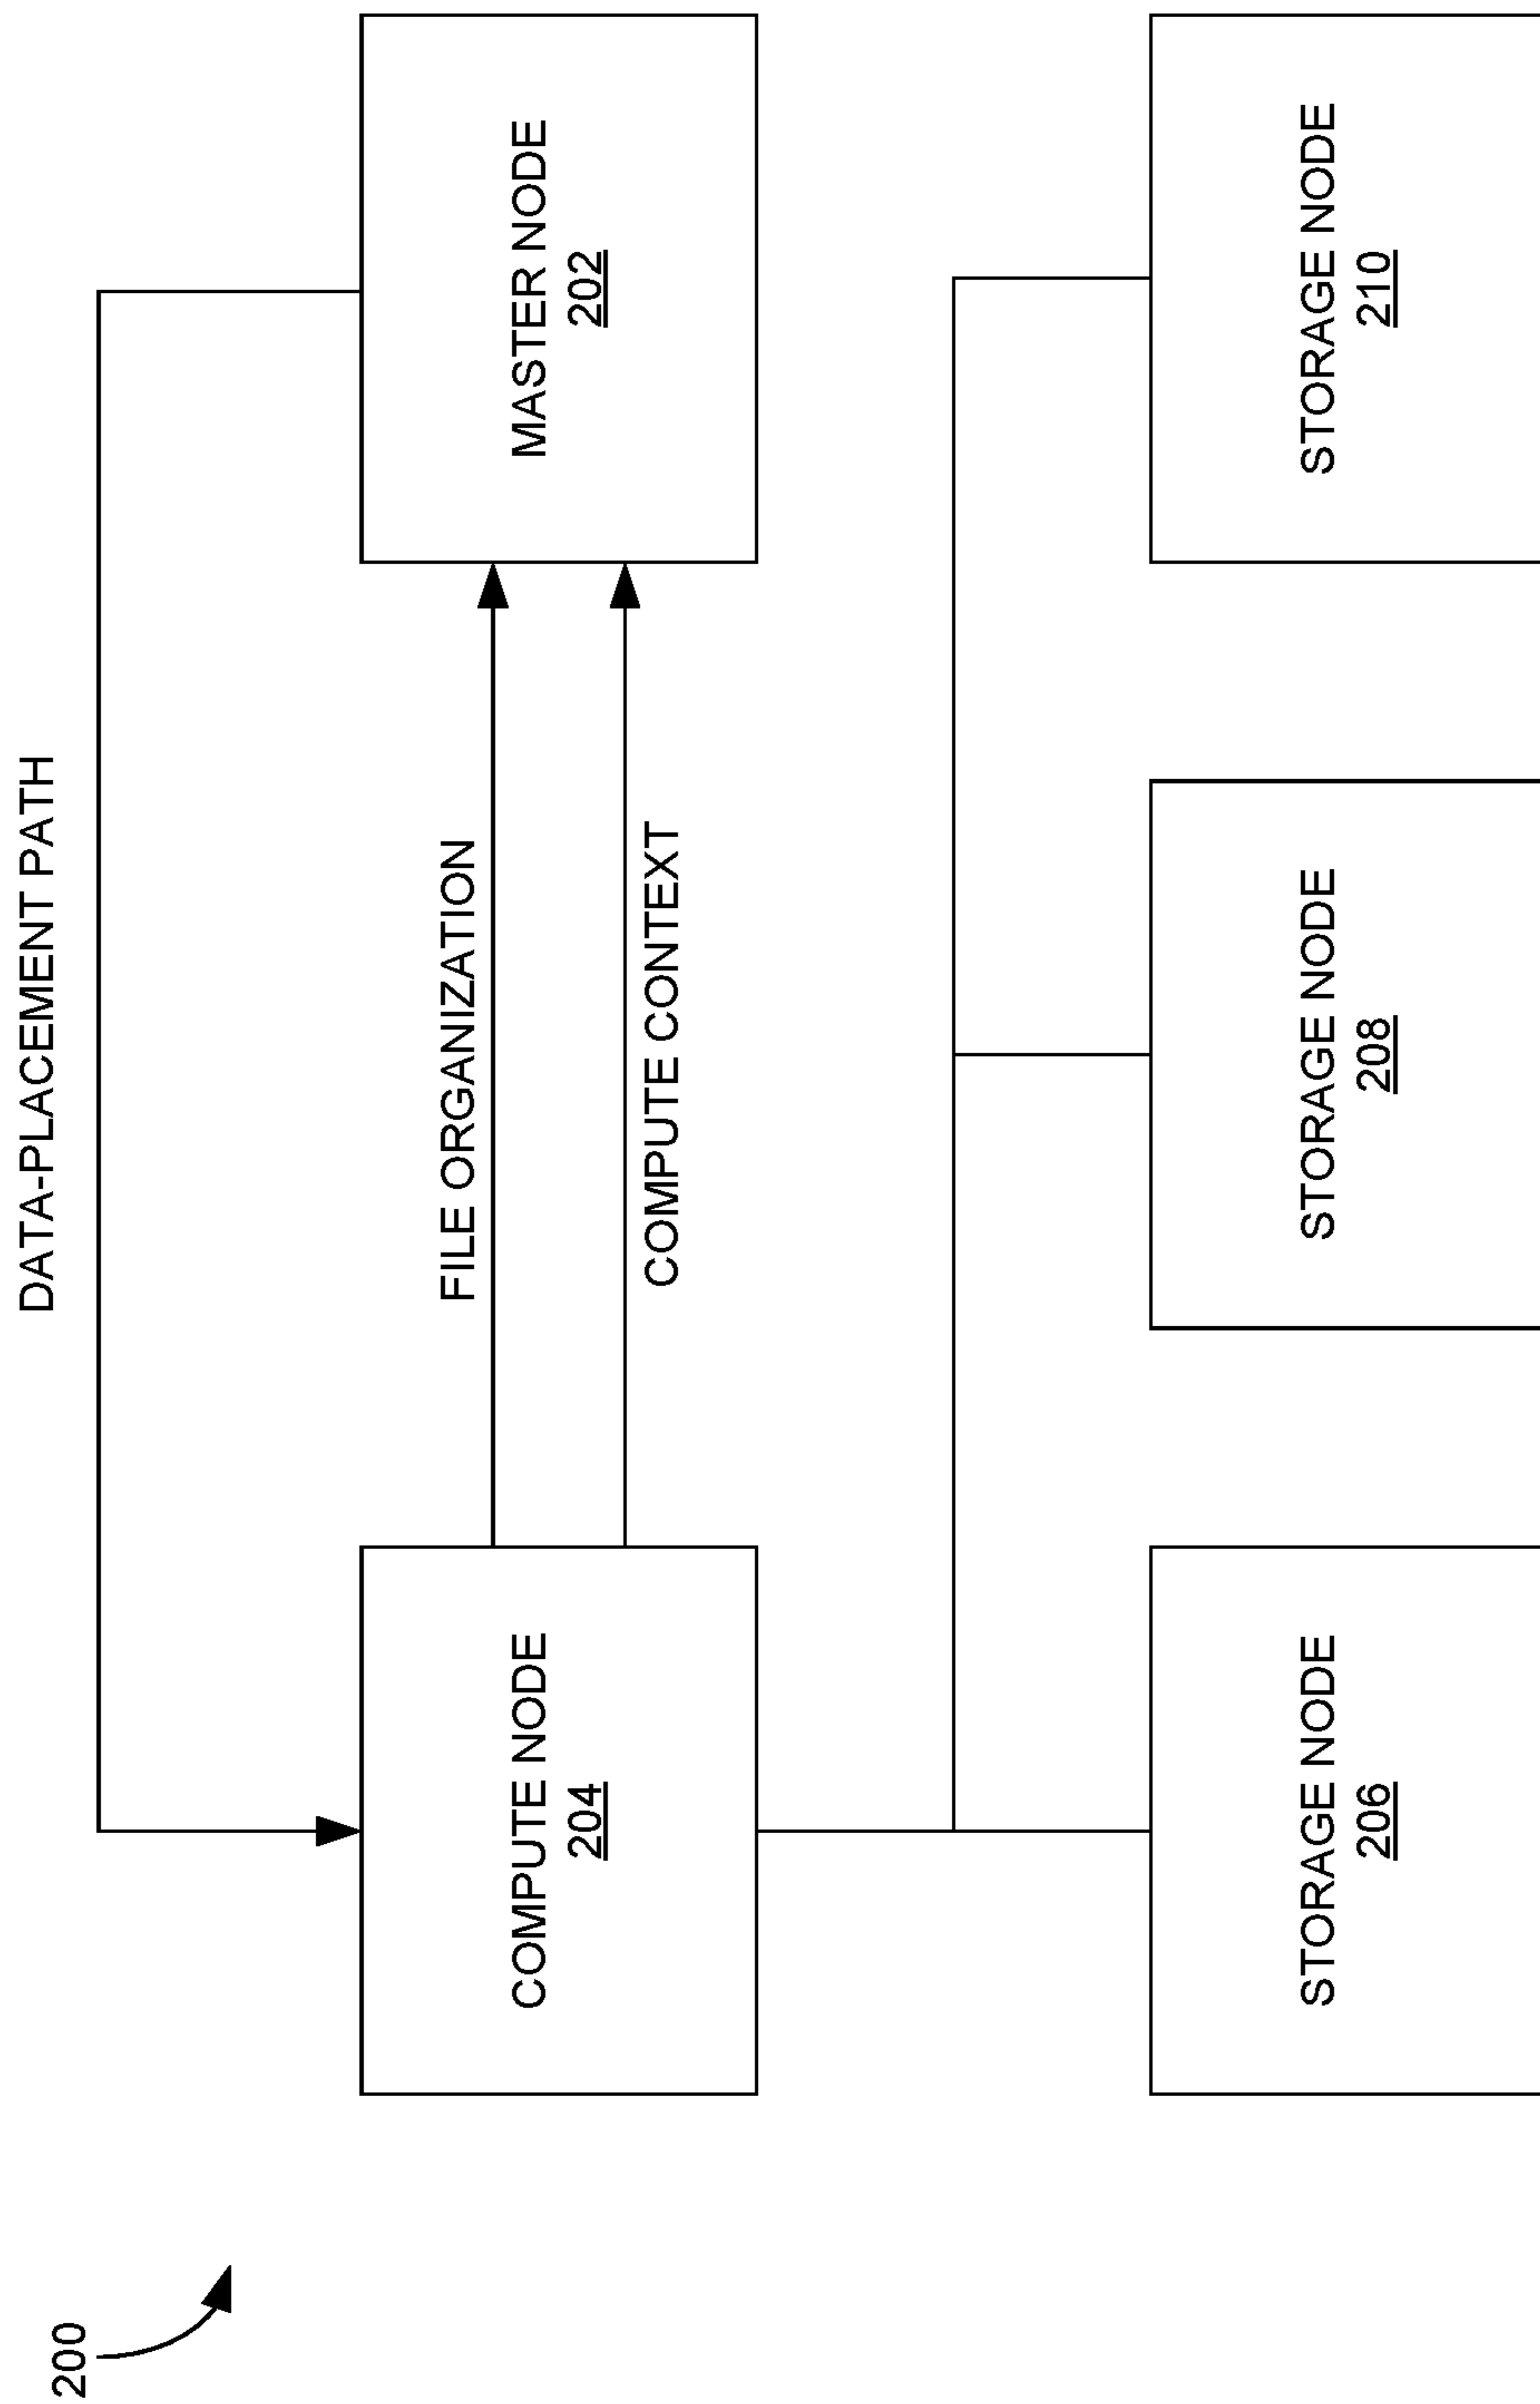 200
DATA-PLACEMENT PATH
COMPUTE NODE
204
FILE ORGANIZATION
COMPUTE CONTEXT
MASTER NODE
202
STORAGE NODE
206
STORAGE NODE
208
STORAGE NODE
210